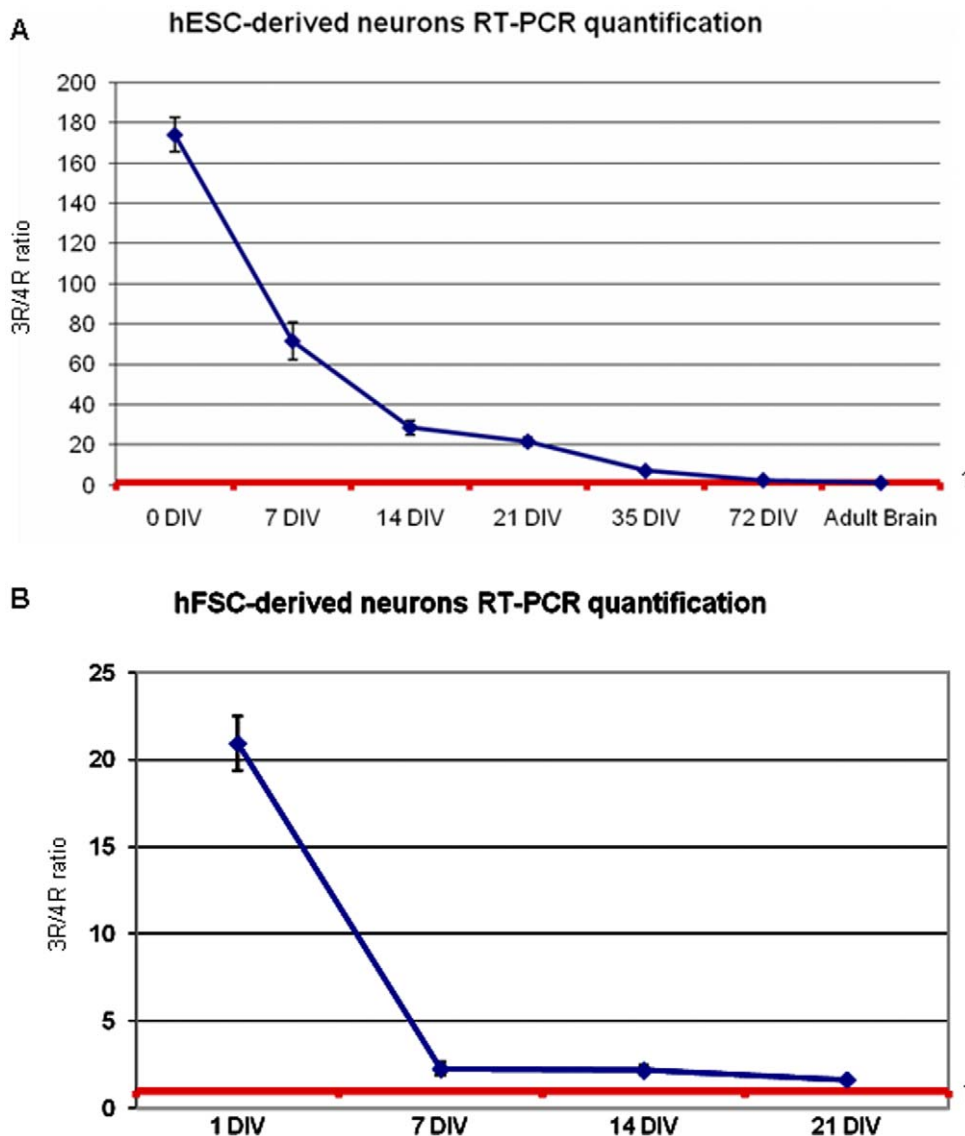 A
hESC-derived neurons RT-PCR quantification
200
180
160
140
120
100
80
60
40
20
0
3R/4R ratio
0 DIV 7 DIV 14 DIV 21 DIV 35 DIV 72 DIV Adult Brain
B
hFSC-derived neurons RT-PCR quantification
25
20
15
10
5
0
3R/4R ratio
1 DIV 7 DIV 14 DIV 21 DIV